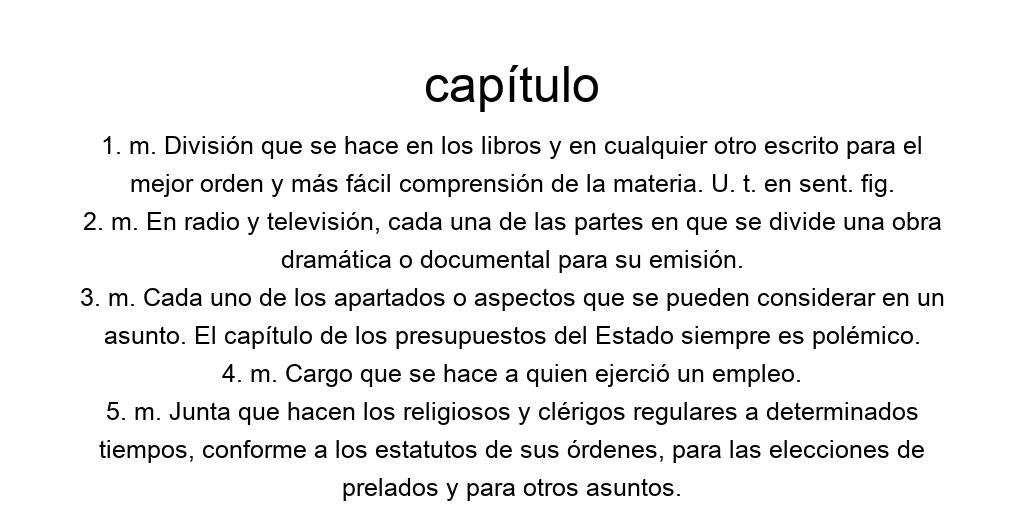 capítulo
1. m. División que se hace en los libros y en cualquier otro escrito para el
mejor orden y más fácil comprensión de la materia. U. t. en sent. fig.
2. m. En radio y televisión, cada una de las partes en que se divide una obra
dramática o documental para su emisión.
3. m. Cada uno de los apartados o aspectos que se pueden considerar en un
asunto. El capítulo de los presupuestos del Estado siempre es polémico.
4. m. Cargo que se hace a quien ejerció un empleo.
5. m. Junta que hacen los religiosos y clérigos regulares a determinados
tiempos, conforme a los estatutos de sus órdenes, para las elecciones de
prelados y para otros asuntos.